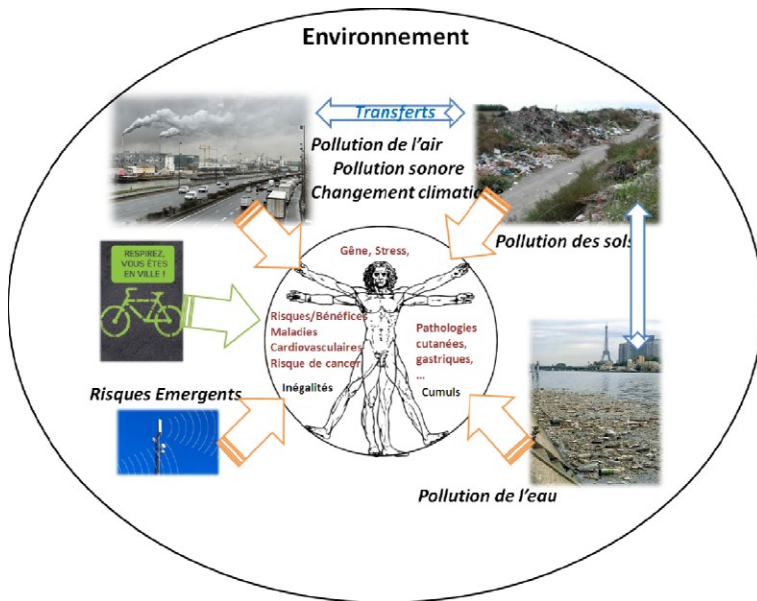 Environnement
Transferts
Pollution de l'air
Pollution sonore
Changement climatique
Pollution des sols
RESPIREZ,
VOUS ÊTES
EN VILLE !
Gêne, Stress,
Risques/Bénéfices
Maladies
Cardiovasculaires
Risque de cancer
Inégalités
Pathologies
cutanées,
gastriques,
...
Cumuls
Risques Emergents
Pollution de l'eau